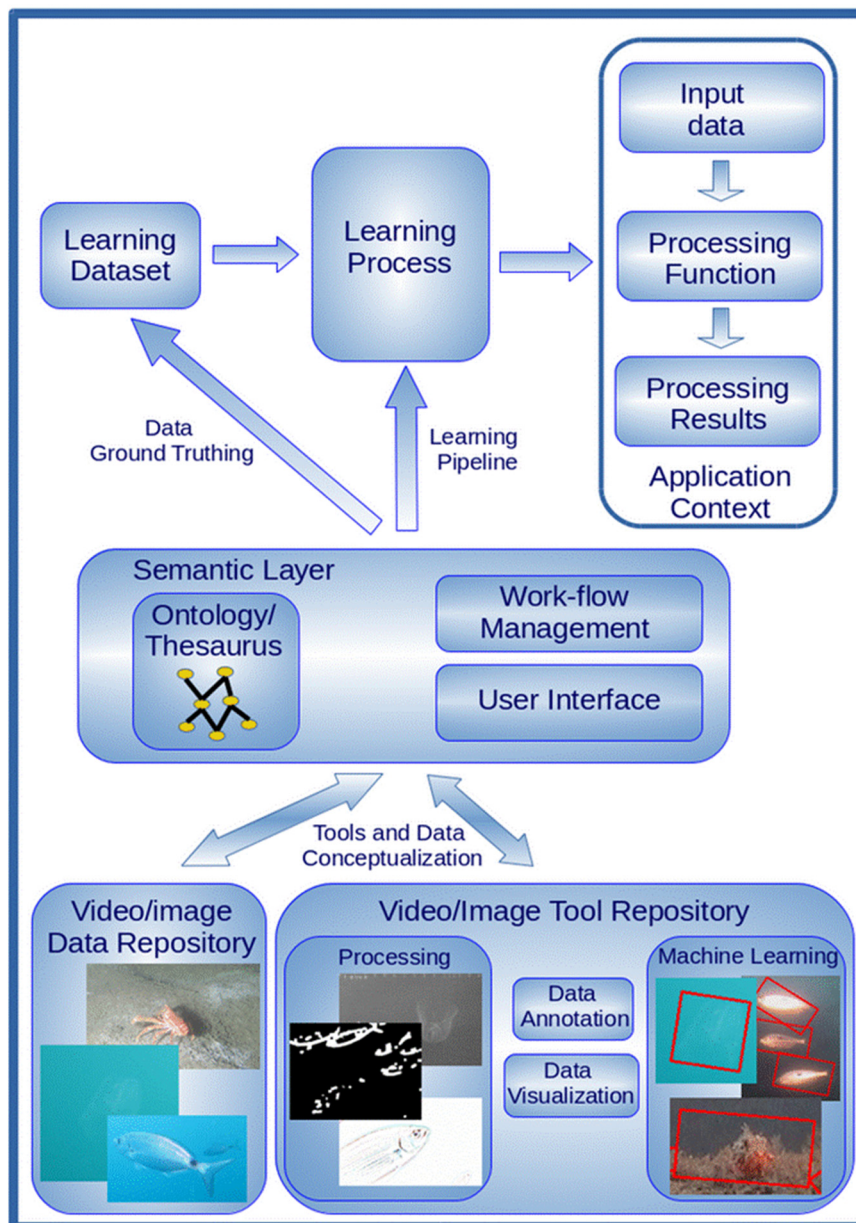 Input
data
Learning
Dataset
Learning
Process
Processing
Function
Processing
Results
Application
Context
Data
Ground Truthing
Learning
Pipeline
Semantic Layer
Ontology/
Thesaurus
Work-flow
Management
User Interface
Tools and Data
Conceptualization
Video/image
Data Repository
Video/Image Tool Repository
Processing
Machine Learning
Data
Annotation
Data
Visualization